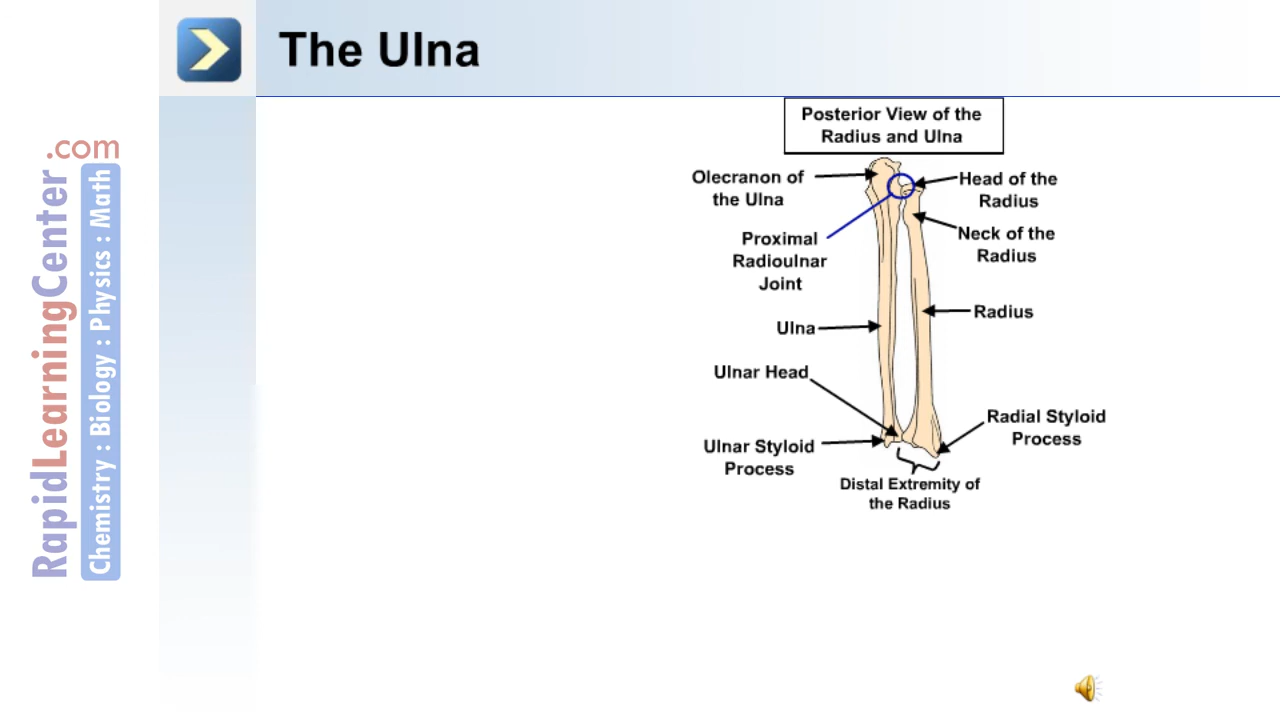 The Ulna
RapidLearningCenter.com
Chemistry : Biology : Physics : Math
Posterior View of the
Radius and Ulna
Olecranon of
the Ulna
Head of the
Radius
Proximal
Radioulnar
Joint
Neck of the
Radius
Radius
Ulna
Ulnar Head
Radial Styloid
Process
Ulnar Styloid
Process
Distal Extremity of
the Radius